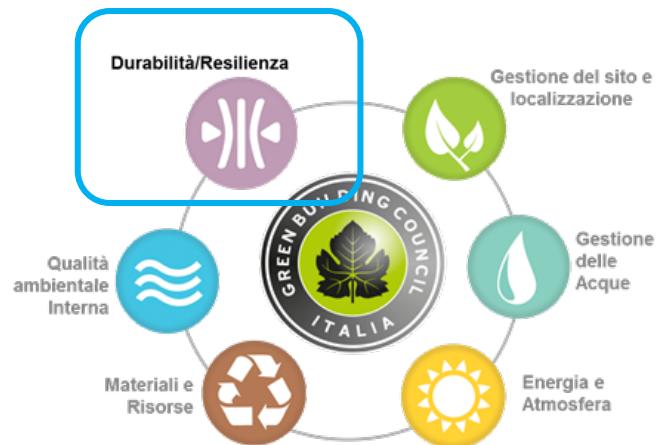 Durabilità/Resilienza
Gestione del sito e
localizzazione
GREEN BUILDING COUNCIL
ITALIA
Qualità
ambientale
Interna
Gestione
delle
Acque
Materiali e
Risorse
Energia e
Atmosfera